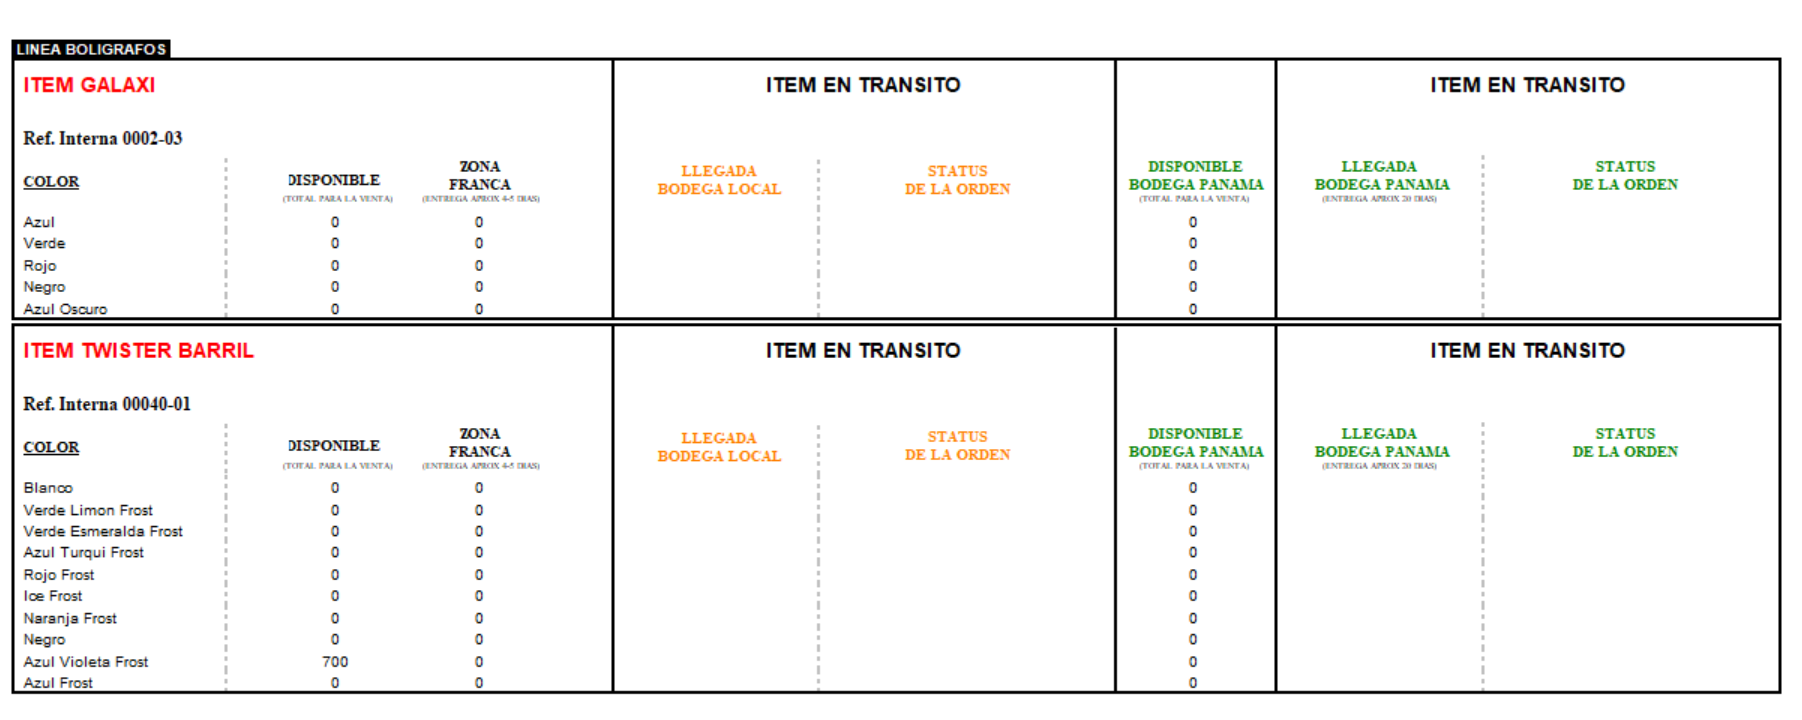 LINEA BOLIGRAFOS
ITEM GALAXI ITEM EN TRANSITO ITEM EN TRANSITO
Ref. Interna 0002-03
COLOR DISPONIBLE ZONA FRANCA LLEGADA BODEGA LOCAL STATUS DE LA ORDEN DISPONIBLE BODEGA PANAMA LLEGADA BODEGA PANAMA STATUS DE LA ORDEN
(TOTAL PARA LA VENTA) (ENTREGA APROX 4-5 DIAS) (TOTAL PARA LA VENTA) (ENTREGA APROX 20 DIAS)
Azul 0 0 0
Verde 0 0 0
Rojo 0 0 0
Negro 0 0 0
Azul Oscuro 0 0 0
ITEM TWISTER BARRIL ITEM EN TRANSITO ITEM EN TRANSITO
Ref. Interna 00040-01
COLOR DISPONIBLE ZONA FRANCA LLEGADA BODEGA LOCAL STATUS DE LA ORDEN DISPONIBLE BODEGA PANAMA LLEGADA BODEGA PANAMA STATUS DE LA ORDEN
(TOTAL PARA LA VENTA) (ENTREGA APROX 4-5 DIAS) (TOTAL PARA LA VENTA) (ENTREGA APROX 20 DIAS)
Blanco 0 0 0
Verde Limon Frost 0 0 0
Verde Esmeralda Frost 0 0 0
Azul Turqui Frost 0 0 0
Rojo Frost 0 0 0
Ice Frost 0 0 0
Naranja Frost 0 0 0
Negro 0 0 0
Azul Violeta Frost 700 0 0
Azul Frost 0 0 0